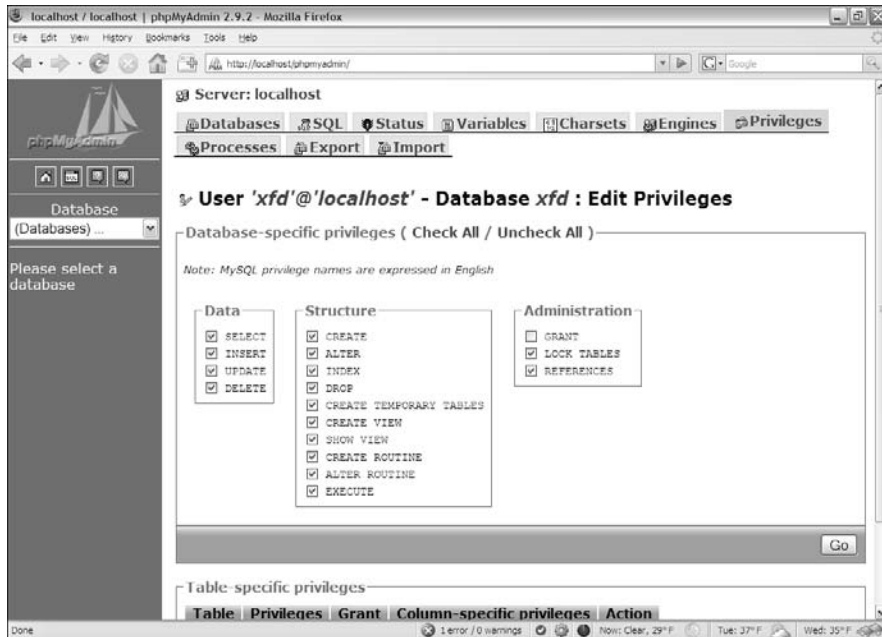 localhost / localhost | phpMyAdmin 2.9.2 - Mozilla Firefox
File Edit View History Bookmarks Tools Help
http://localhost/phpmyadmin/
Google
phpMyAdmin
Database
(Databases) ...
Please select a
database
Server: localhost
Databases SQL Status Variables Charsets Engines Privileges
Processes Export Import
User 'xfd'@'localhost' - Database xfd : Edit Privileges
Database-specific privileges ( Check All / Uncheck All )
Note: MySQL privilege names are expressed in English
Data
SELECT
INSERT
UPDATE
DELETE
Structure
CREATE
ALTER
INDEX
DROP
CREATE TEMPORARY TABLES
CREATE VIEW
SHOW VIEW
CREATE ROUTINE
ALTER ROUTINE
EXECUTE
Administration
GRANT
LOCK TABLES
REFERENCES
Go
Table-specific privileges
Table Privileges Grant Column-specific privileges Action
Done
1 error / 0 warnings Now: Clear, 29° F Tue: 37° F Wed: 35° F